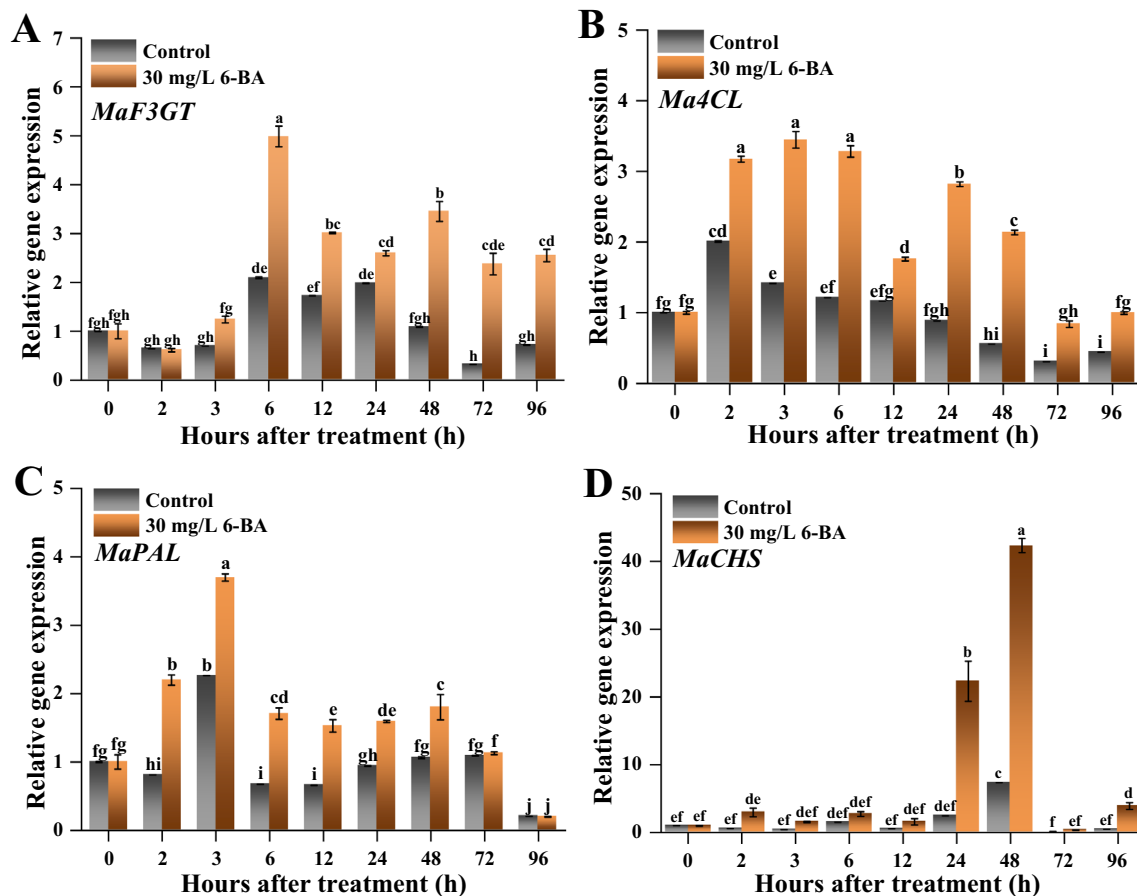 A
Control
30 mg/L 6-BA
MaF3GT
Relative gene expression
7
6
5
4
3
2
1
0
fgh fgh gh gh gh fg de a ef bc de cd gh b h cde gh cd
0 2 3 6 12 24 48 72 96
Hours after treatment (h)
B
Control
30 mg/L 6-BA
Ma4CL
Relative gene expression
5
4
3
2
1
0
fg fg cd a e a ef a efg d fgh b hi c i gh i g
0 2 3 6 12 24 48 72 96
Hours after treatment (h)
C
Control
30 mg/L 6-BA
MaPAL
Relative gene expression
5
4
3
2
1
0
fg fg hi b b a i cd i e gh de fg c fg f j j
0 2 3 6 12 24 48 72 96
Hours after treatment (h)
D
Control
30 mg/L 6-BA
MaCHS
Relative gene expression
50
40
30
20
10
0
ef ef ef de ef def def def ef def def b c a f ef ef d
0 2 3 6 12 24 48 72 96
Hours after treatment (h)